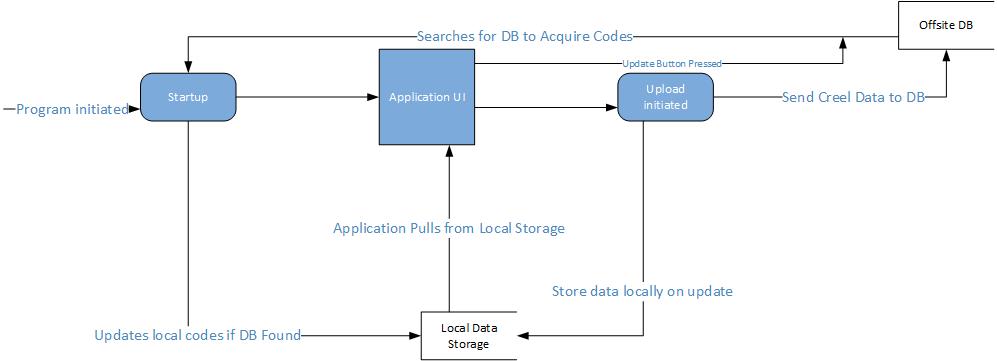 Offsite DB
Searches for DB to Acquire Codes
Update Button Pressed
Program initiated
Startup
Application UI
Upload
initiated
Send Creel Data to DB
Application Pulls from Local Storage
Store data locally on update
Updates local codes if DB Found
Local Data
Storage